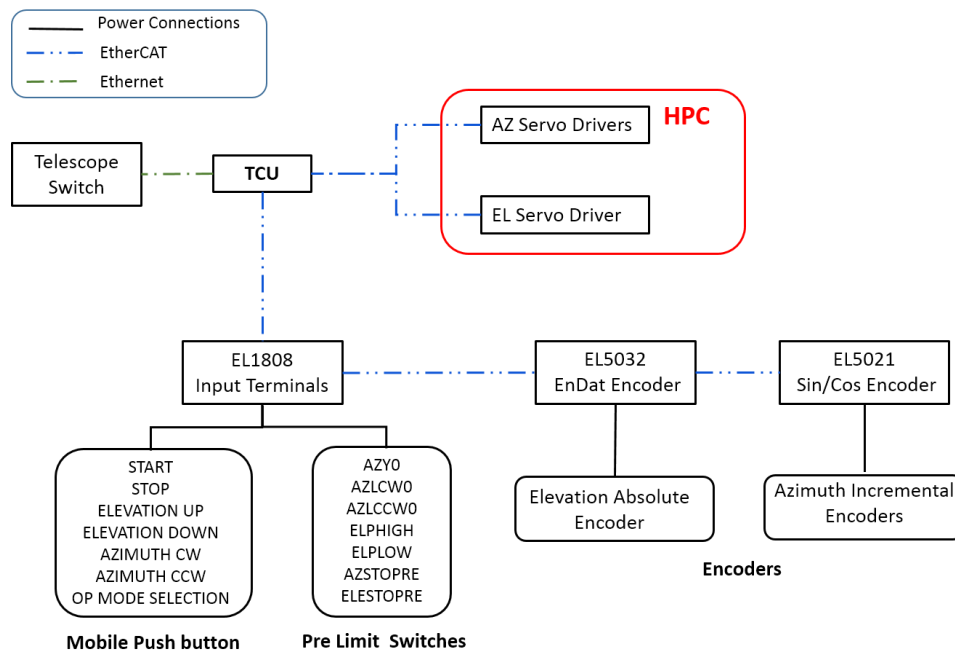 Power Connections
EtherCAT
Ethernet
HPC
AZ Servo Drivers
Telescope
Switch
TCU
EL Servo Driver
EL1808
Input Terminals
EL5032
EnDat Encoder
EL5021
Sin/Cos Encoder
START
STOP
ELEVATION UP
ELEVATION DOWN
AZIMUTH CW
AZIMUTH CCW
OP MODE SELECTION
Mobile Push button
AZY0
AZLCW0
AZLCCW0
ELPHIGH
ELPLOW
AZSTOPRE
ELESTOPRE
Pre Limit Switches
Elevation Absolute
Encoder
Azimuth Incremental
Encoders
Encoders